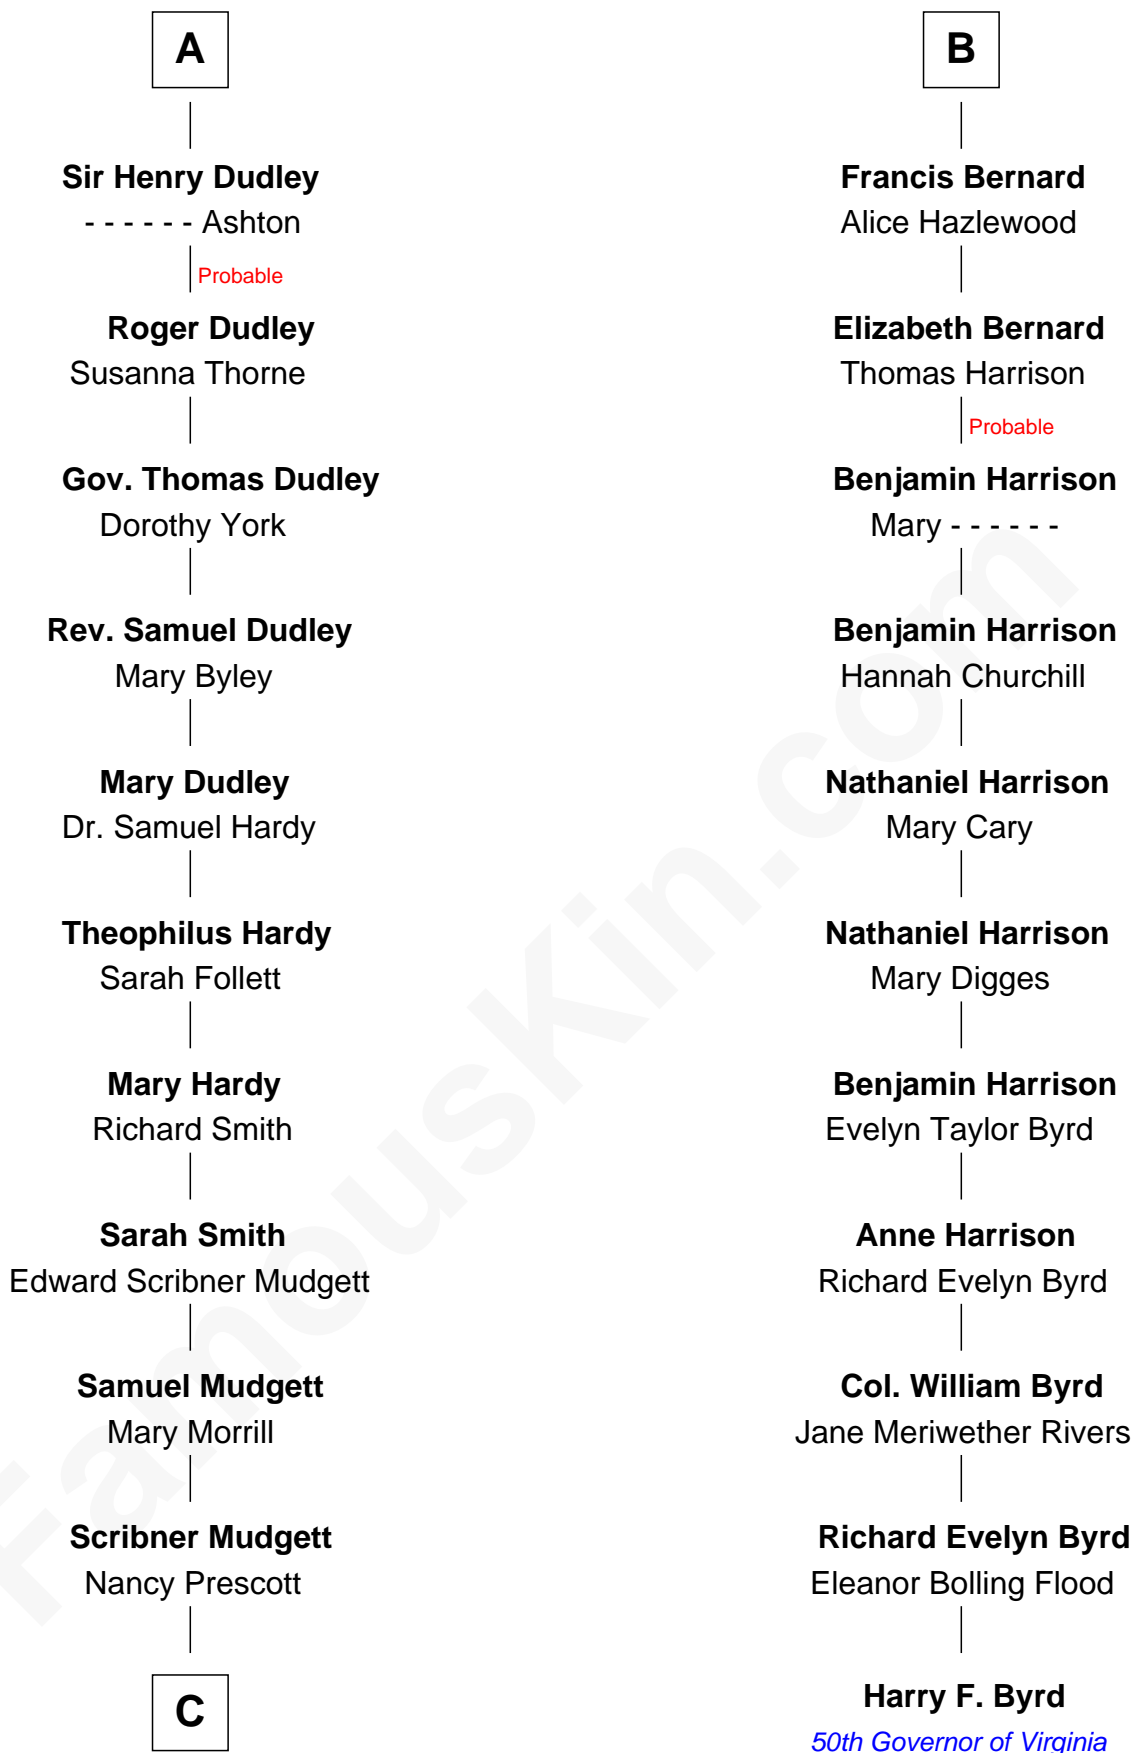 A
Sir Henry Dudley
- - - - - - Ashton
Probable
Roger Dudley
Susanna Thorne
Gov. Thomas Dudley
Dorothy York
Rev. Samuel Dudley
Mary Byley
Mary Dudley
Dr. Samuel Hardy
Theophilus Hardy
Sarah Follett
Mary Hardy
Richard Smith
Sarah Smith
Edward Scribner Mudgett
Samuel Mudgett
Mary Morrill
Scribner Mudgett
Nancy Prescott
C
B
Francis Bernard
Alice Hazlewood
Elizabeth Bernard
Thomas Harrison
Probable
Benjamin Harrison
Mary - - - - - -
Benjamin Harrison
Hannah Churchill
Nathaniel Harrison
Mary Cary
Nathaniel Harrison
Mary Digges
Benjamin Harrison
Evelyn Taylor Byrd
Anne Harrison
Richard Evelyn Byrd
Col. William Byrd
Jane Meriwether Rivers
Richard Evelyn Byrd
Eleanor Bolling Flood
Harry F. Byrd
50th Governor of Virginia
FamousKin.com